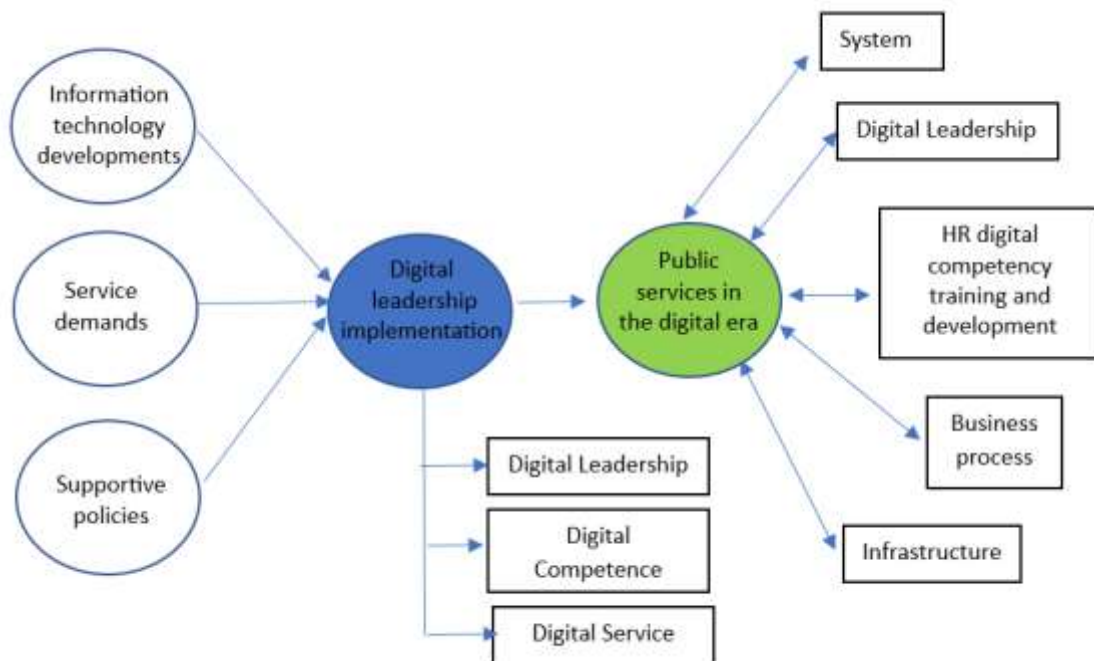 Information
technology
developments
Service
demands
Supportive
policies
Digital
leadership
implementation
Digital Leadership
Digital
Competence
Digital Service
Public
services in
the digital era
System
Digital Leadership
HR digital
competency
training and
development
Business
process
Infrastructure